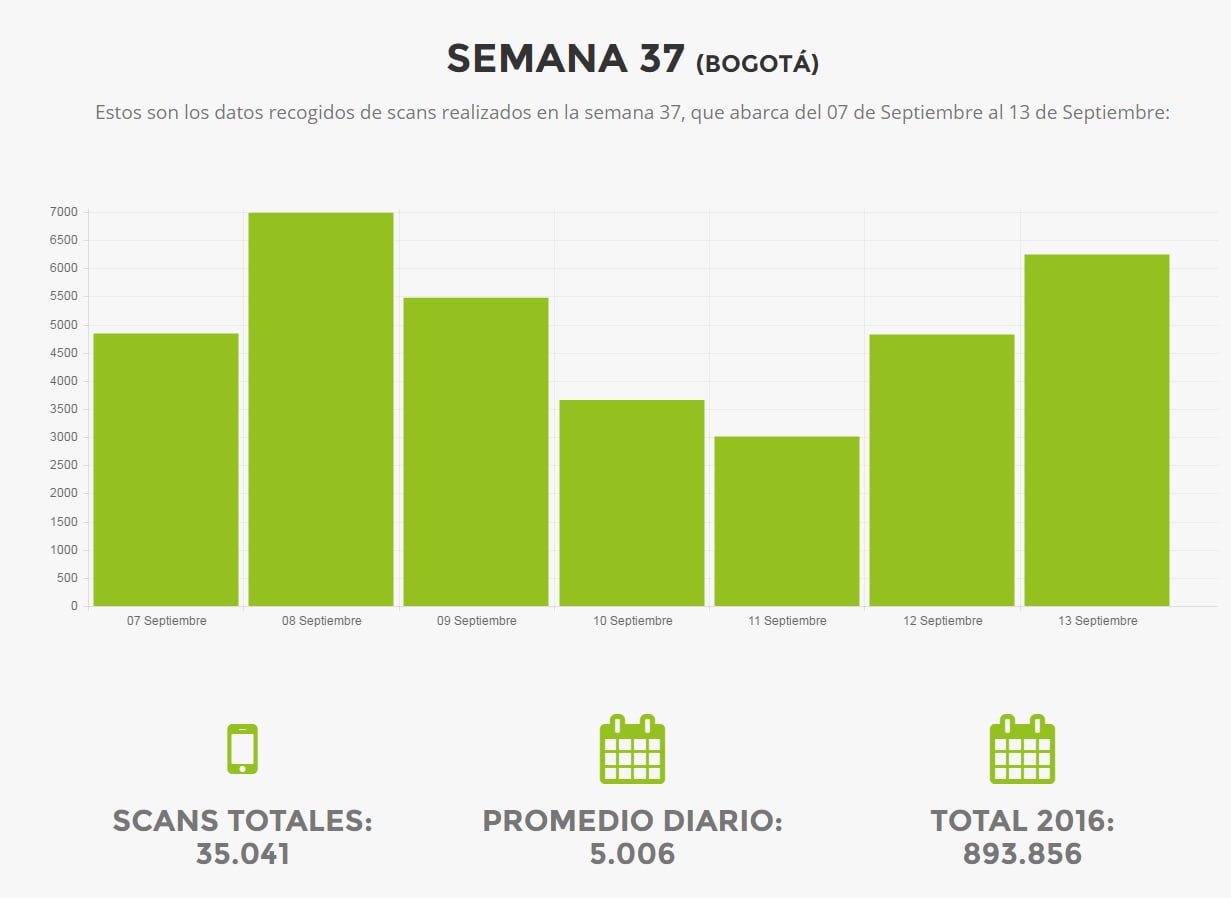 SEMANA 37 (BOGOTÁ)
Estos son los datos recogidos de scans realizados en la semana 37, que abarca del 07 de Septiembre al 13 de Septiembre:
7000
6500
6000
5500
5000
4500
4000
3500
3000
2500
2000
1500
1000
500
0
07 Septiembre
08 Septiembre
09 Septiembre
10 Septiembre
11 Septiembre
12 Septiembre
13 Septiembre
SCANS TOTALES:
35.041
PROMEDIO DIARIO:
5.006
TOTAL 2016:
893.856